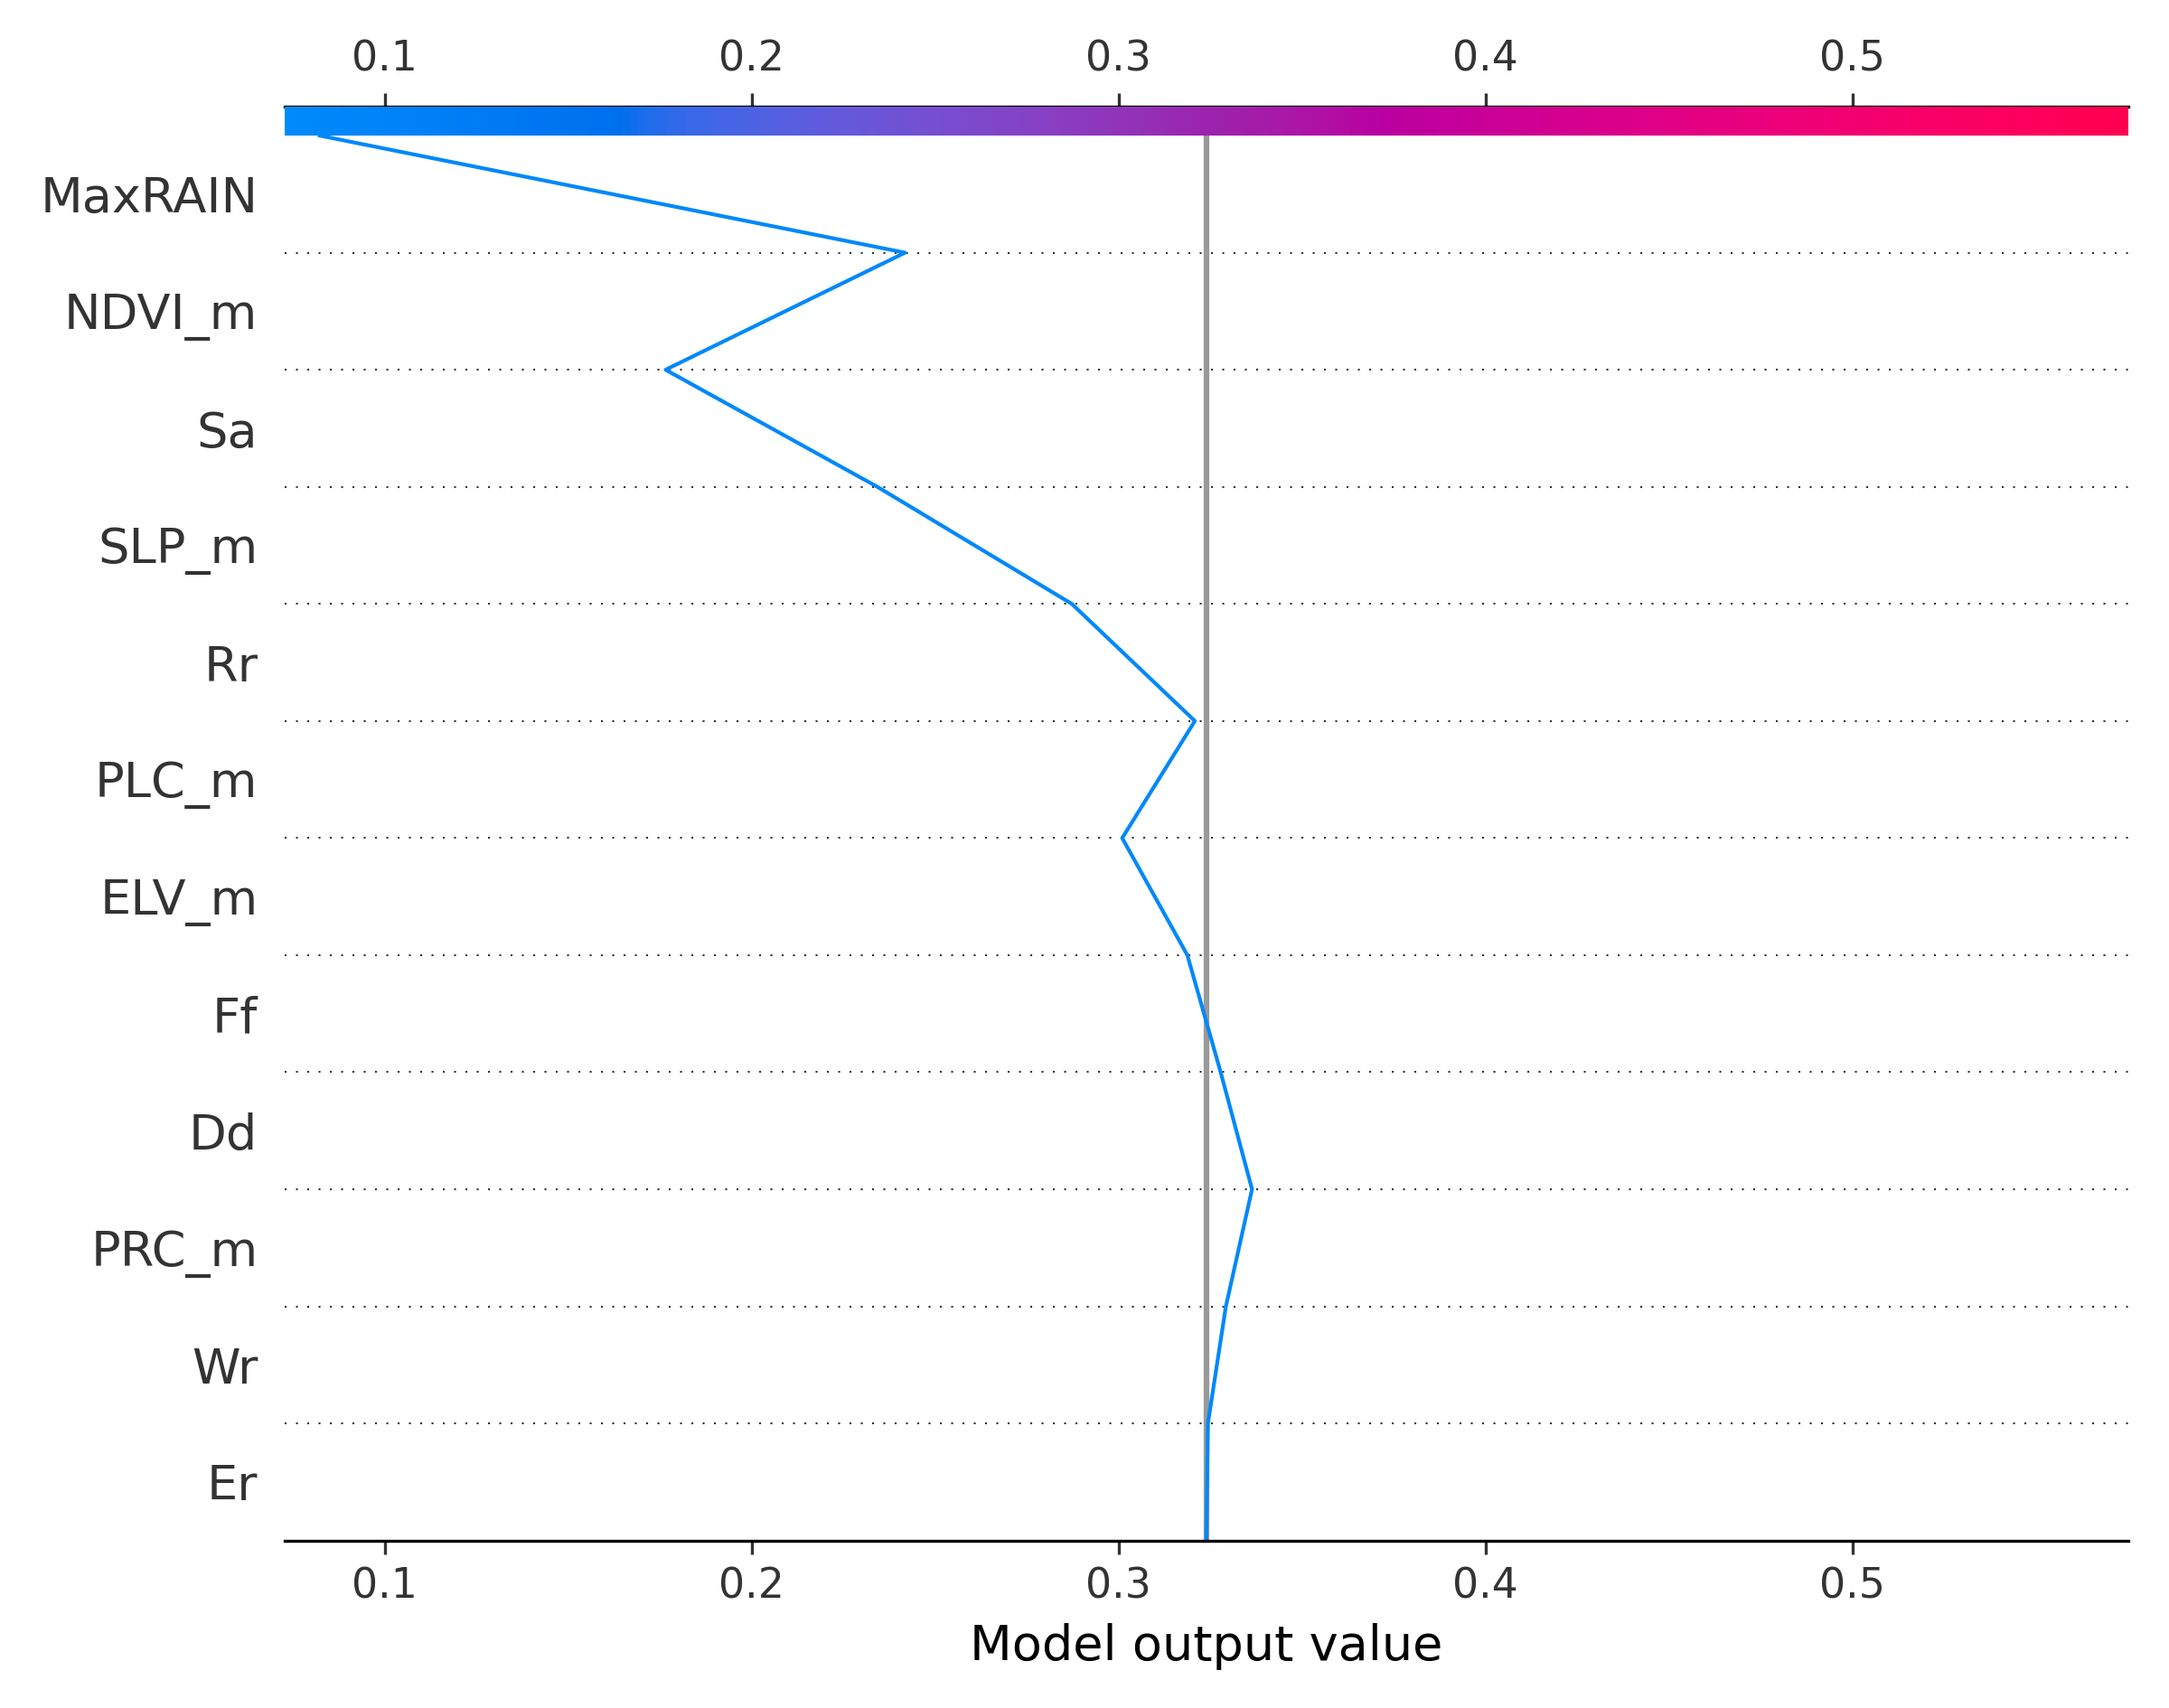 0.1 0.2 0.3 0.4 0.5
MaxRAIN
NDVI_m
Sa
SLP_m
Rr
PLC_m
ELV_m
Ff
Dd
PRC_m
Wr
Er
0.1 0.2 0.3 0.4 0.5
Model output value